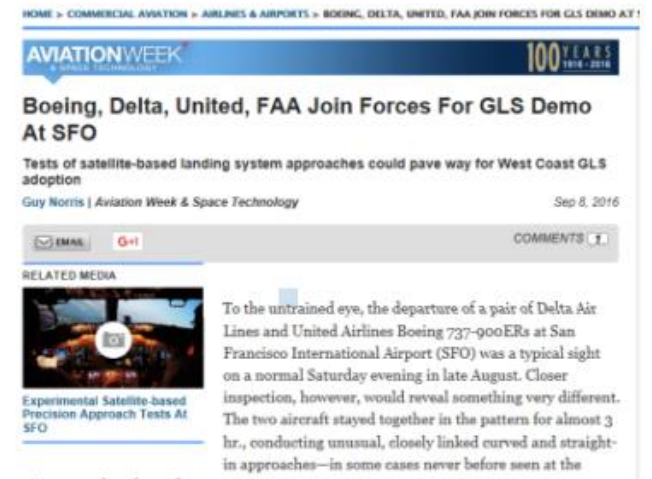 HOME > COMMERCIAL AVIATION > AIRLINES & AIRPORTS > BOEING, DELTA, UNITED, FAA JOIN FORCES FOR GLS DEMO AT
AVIATIONWEEK
& SPACE TECHNOLOGY
100 YEARS
1916 - 2016
Boeing, Delta, United, FAA Join Forces For GLS Demo
At SFO
Tests of satellite-based landing system approaches could pave way for West Coast GLS
adoption
Guy Norris | Aviation Week & Space Technology
Sep 8, 2016
EMAIL
G+1
COMMENTS 1
RELATED MEDIA
Experimental Satellite-based
Precision Approach Tests At
SFO
To the untrained eye, the departure of a pair of Delta Air
Lines and United Airlines Boeing 737-900ERs at San
Francisco International Airport (SFO) was a typical sight
on a normal Saturday evening in late August. Closer
inspection, however, would reveal something very different.
The two aircraft stayed together in the pattern for almost 3
hr., conducting unusual, closely linked curved and straight-
in approaches—in some cases never before seen at the